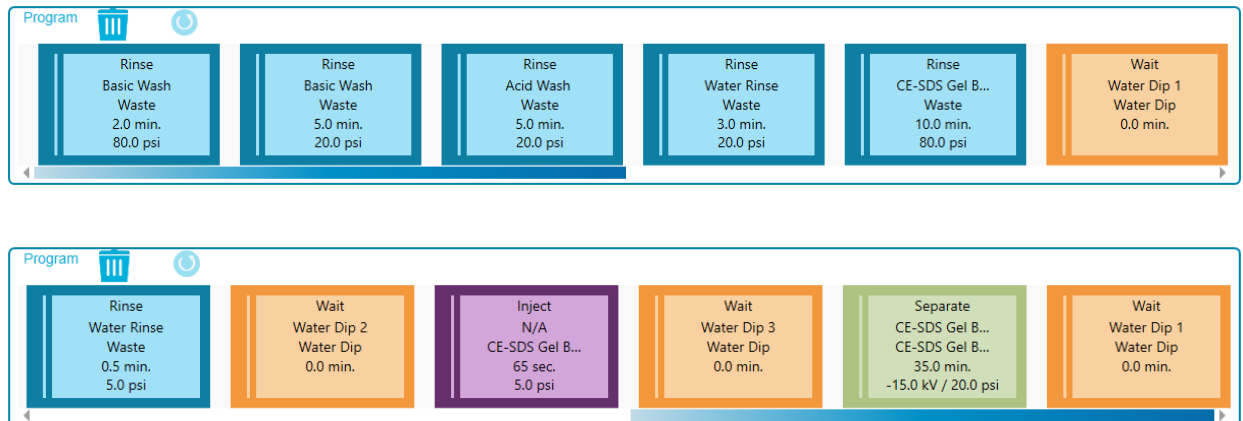 Program
Rinse
Basic Wash
Waste
2.0 min.
80.0 psi
Rinse
Basic Wash
Waste
5.0 min.
20.0 psi
Rinse
Acid Wash
Waste
5.0 min.
20.0 psi
Rinse
Water Rinse
Waste
3.0 min.
20.0 psi
Rinse
CE-SDS Gel B...
Waste
10.0 min.
80.0 psi
Wait
Water Dip 1
Water Dip
0.0 min.
Program
Rinse
Water Rinse
Waste
0.5 min.
5.0 psi
Wait
Water Dip 2
Water Dip
0.0 min.
Inject
N/A
CE-SDS Gel B...
65 sec.
5.0 psi
Wait
Water Dip 3
Water Dip
0.0 min.
Separate
CE-SDS Gel B...
CE-SDS Gel B...
35.0 min.
-15.0 kV / 20.0 psi
Wait
Water Dip 1
Water Dip
0.0 min.